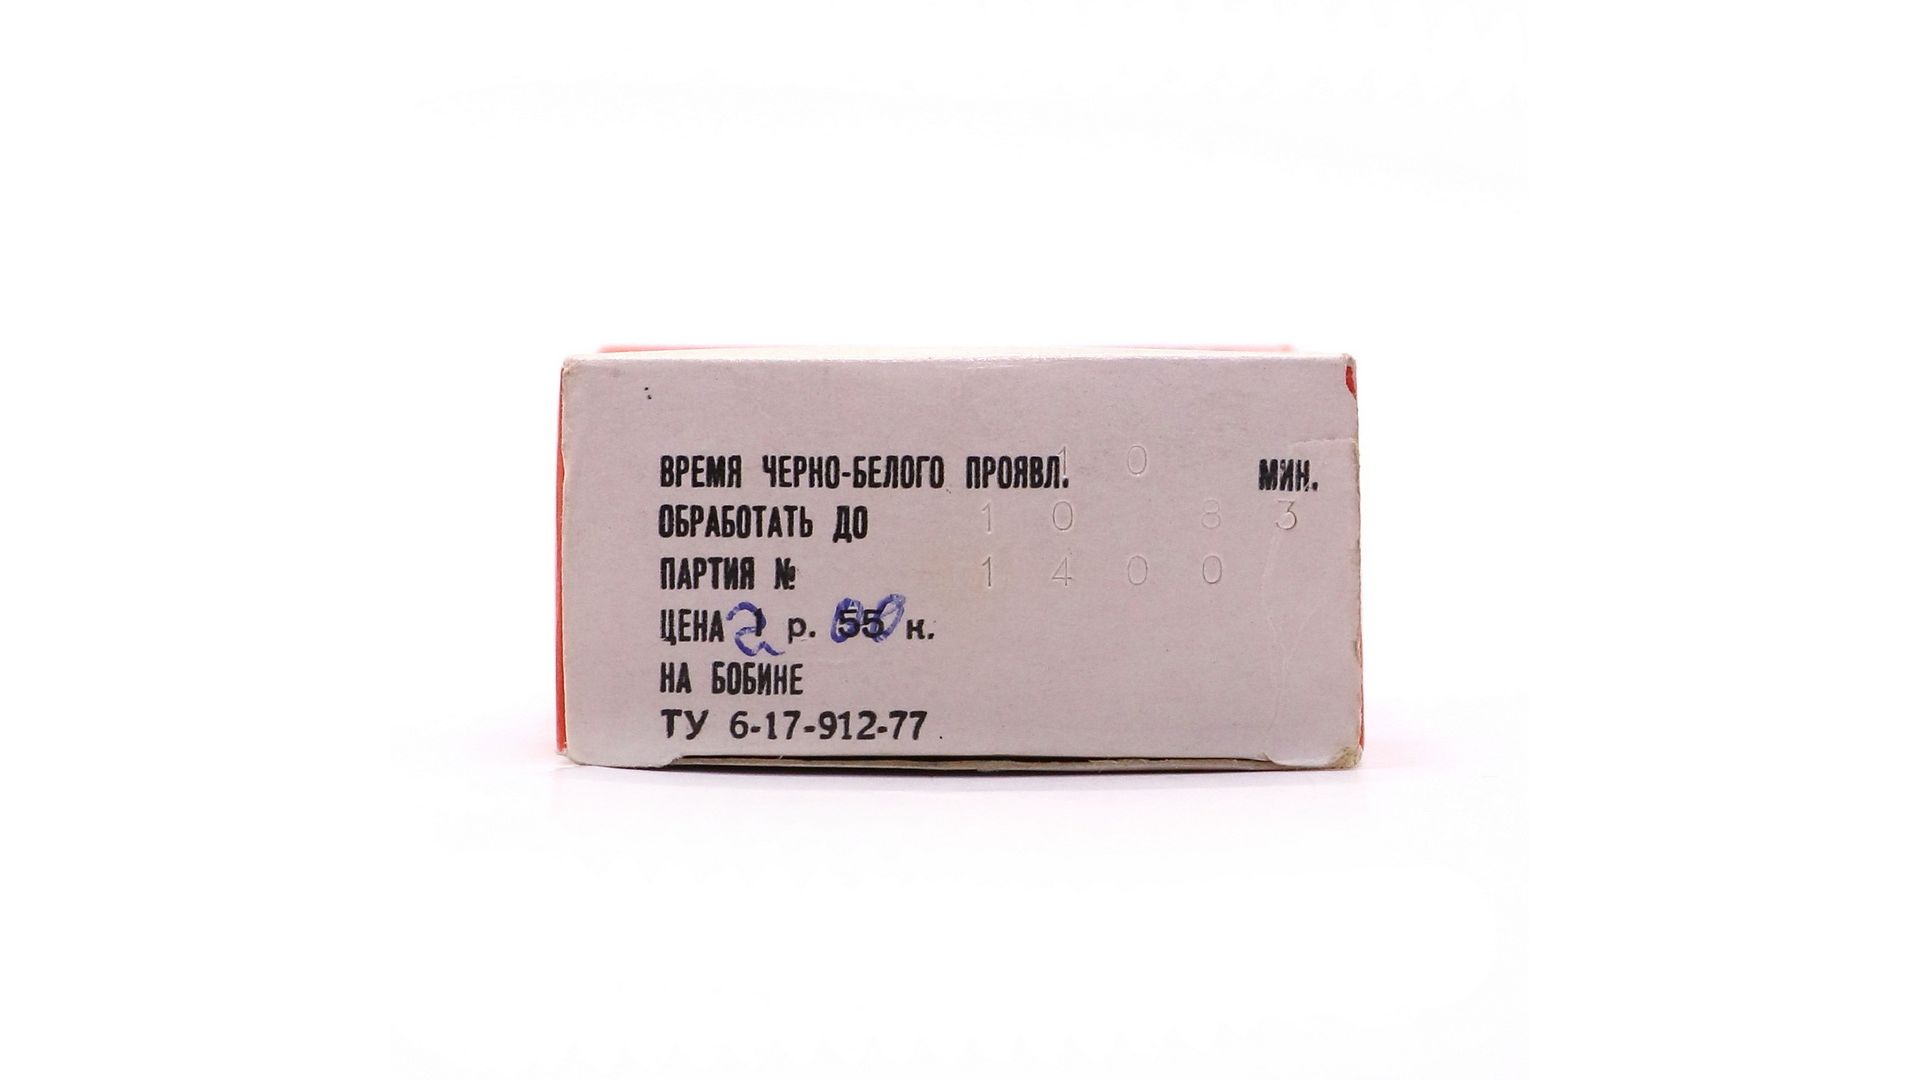 ВРЕМЯ ЧЕРНО-БЕЛОГО ПРОЯВЛ. 10 МИН.
ОБРАБОТАТЬ ДО 10 83
ПАРТИЯ № 1400
ЦЕНА 2 р. 00 к.
НА БОБИНЕ
ТУ 6-17-912-77